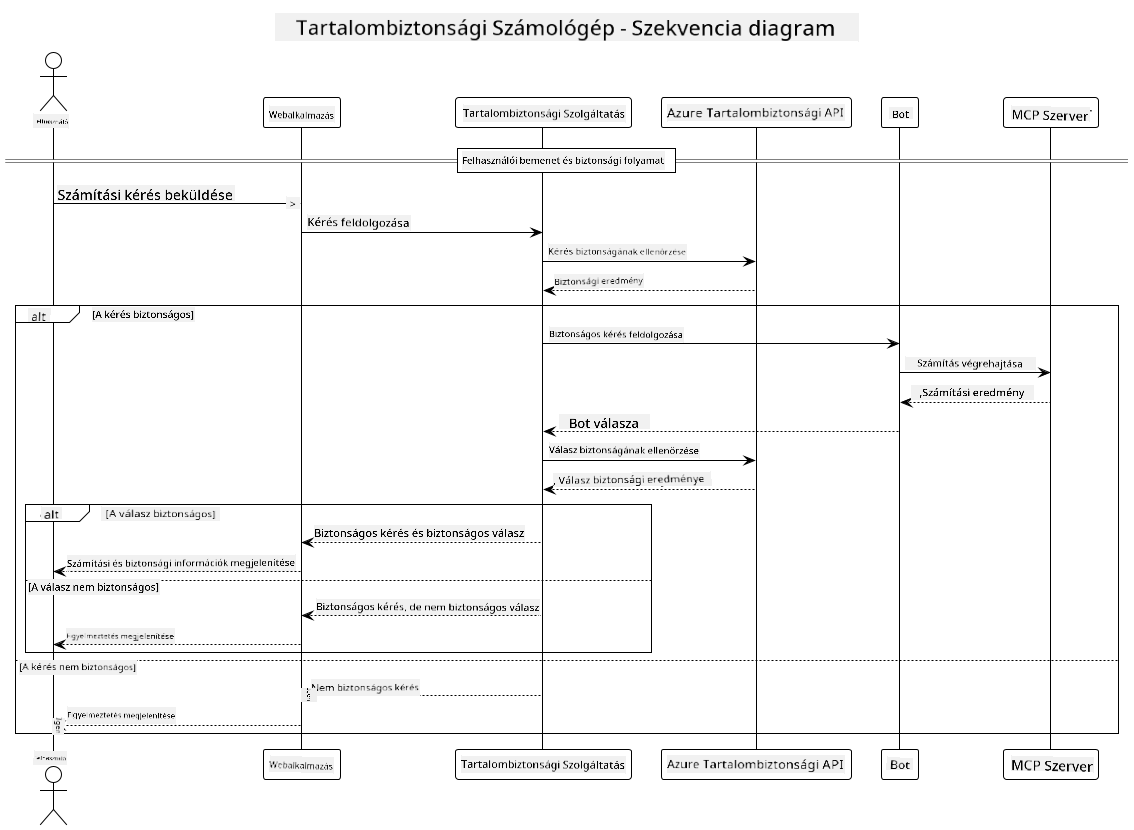 Tartalombiztonsági Számológép - Szekvencia diagram
Felhasználó
Webalkalmazás
Tartalombiztonsági Szolgáltatás
Azure Tartalombiztonsági API
Bot
MCP Szerver
Felhasználói bemenet és biztonsági folyamat
Számítási kérés beküldése
>
Kérés feldolgozása
Kérés biztonságának ellenőrzése
Biztonsági eredmény
alt
[A kérés biztonságos]
Biztonságos kérés feldolgozása
Számítás végrehajtása
Számítási eredmény
Bot válasza
Válasz biztonságának ellenőrzése
Válasz biztonsági eredménye
alt
[A válasz biztonságos]
Biztonságos kérés és biztonságos válasz
Számítási és biztonsági információk megjelenítése
[A válasz nem biztonságos]
Biztonságos kérés, de nem biztonságos válasz
Figyelmeztetés megjelenítése
[A kérés nem biztonságos]
Nem biztonságos kérés
Figyelmeztetés megjelenítése
Webalkalmazás
Tartalombiztonsági Szolgáltatás
Azure Tartalombiztonsági API
Bot
MCP Szerver